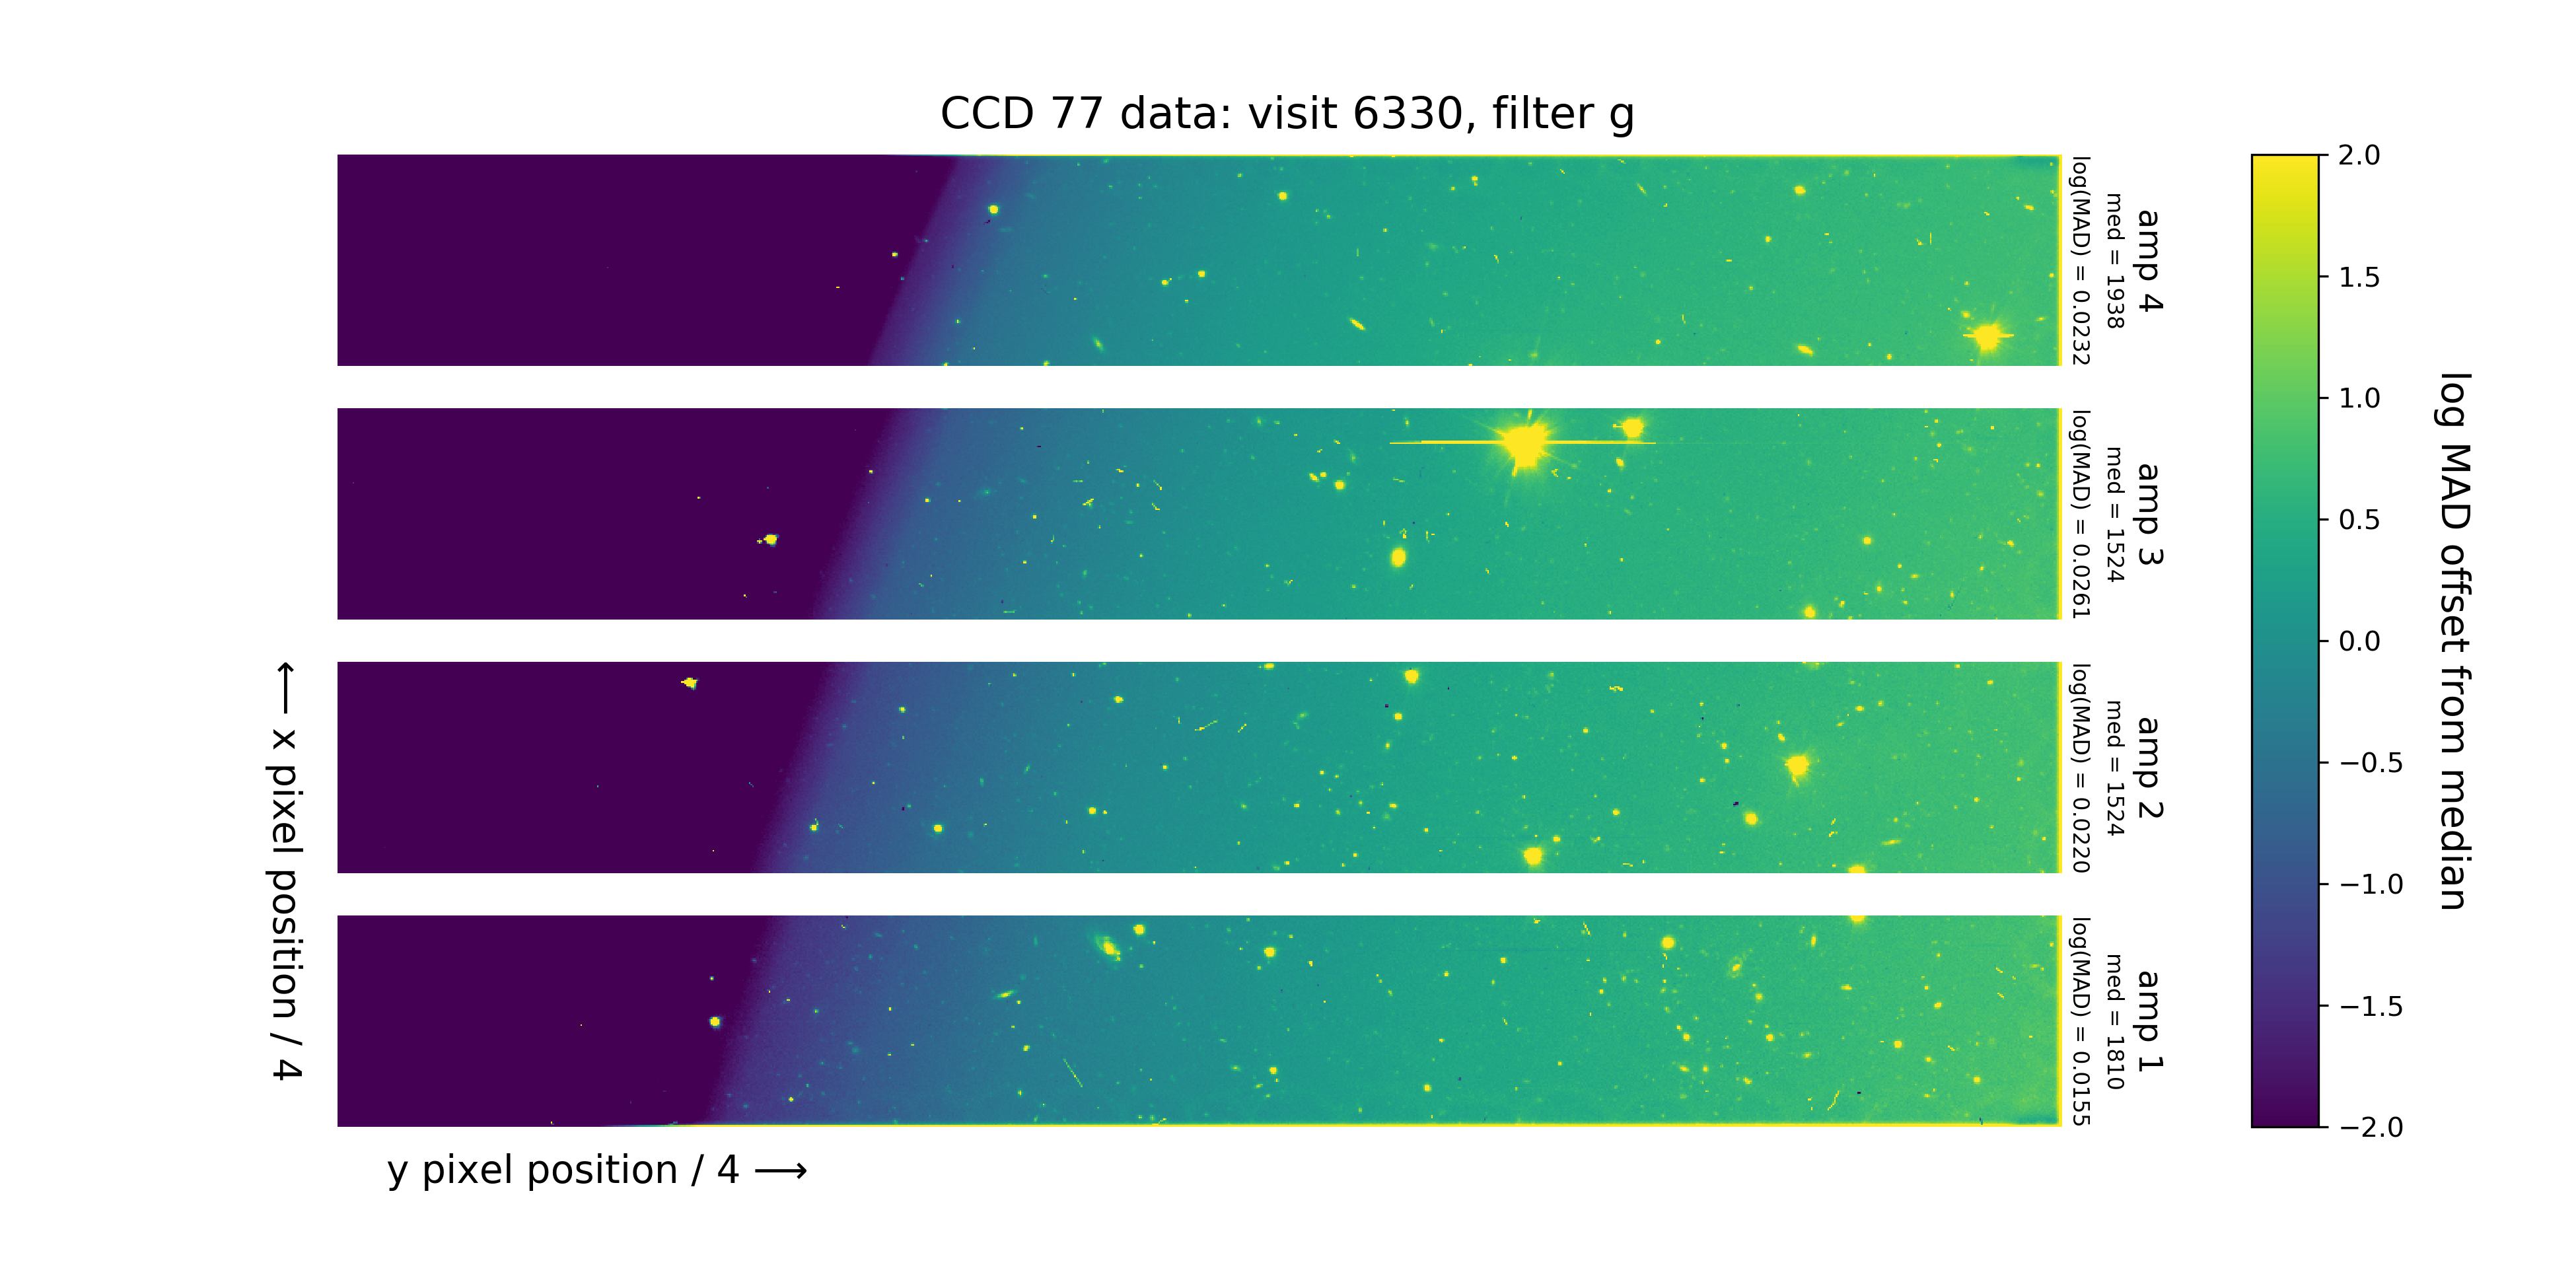 CCD 77 data: visit 6330, filter g
amp 4
med = 1938
log(MAD) = 0.0232
amp 3
med = 1524
log(MAD) = 0.0261
amp 2
med = 1524
log(MAD) = 0.0220
amp 1
med = 1810
log(MAD) = 0.0155
⟵ x pixel position / 4
y pixel position / 4 ⟶
2.0
1.5
1.0
0.5
0.0
−0.5
−1.0
−1.5
−2.0
log MAD offset from median